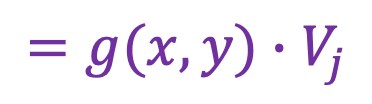 = g(x, y) · V_j